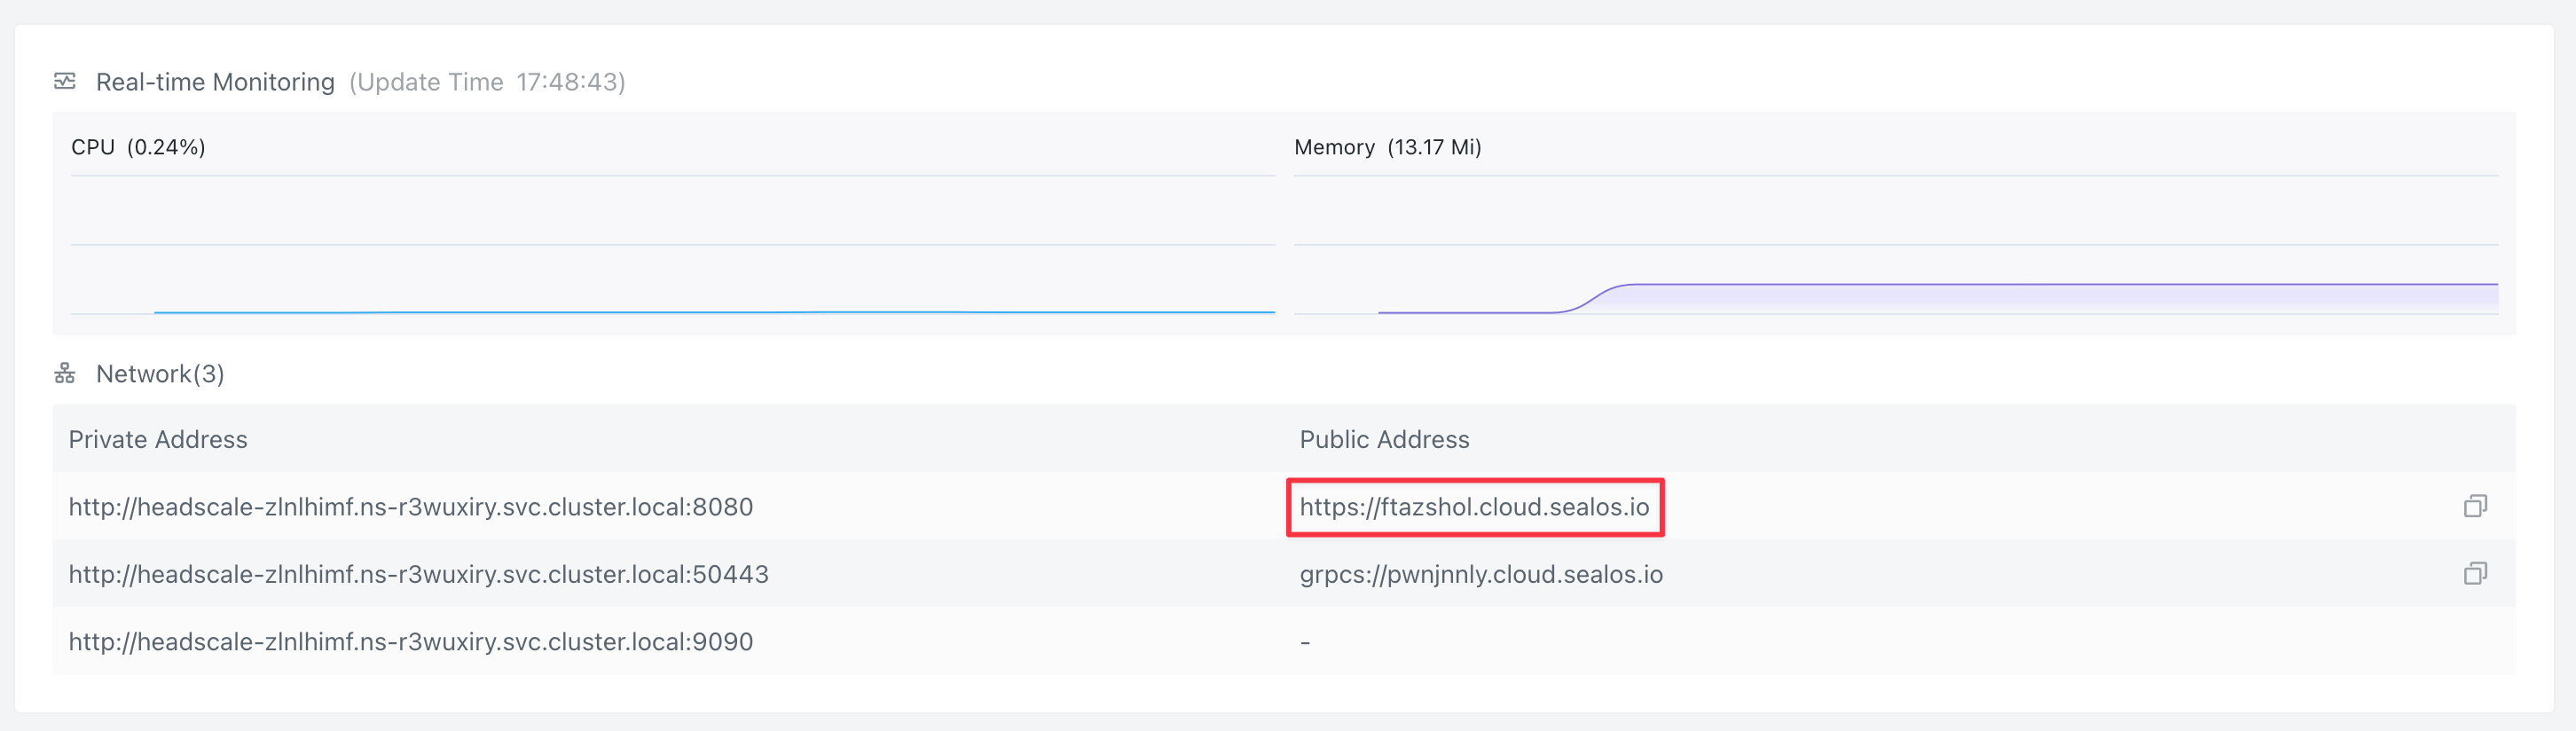 Real-time Monitoring (Update Time 17:48:43)
CPU (0.24%)
Memory (13.17 Mi)
Network(3)
Private Address
Public Address
http://headscale-zlnlhimf.ns-r3wuxiry.svc.cluster.local:8080
https://ftazshol.cloud.sealos.io
http://headscale-zlnlhimf.ns-r3wuxiry.svc.cluster.local:50443
grpcs://pwnjnnly.cloud.sealos.io
http://headscale-zlnlhimf.ns-r3wuxiry.svc.cluster.local:9090
-